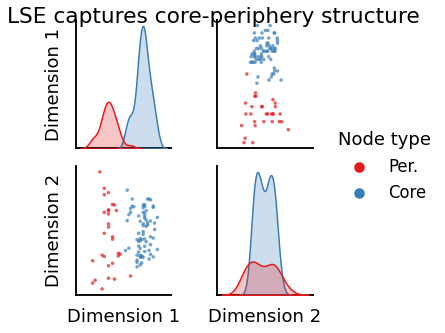 LSE captures core-periphery structure
Dimension 1
Node type
Per.
Core
Dimension 2
Dimension 1
Dimension 2